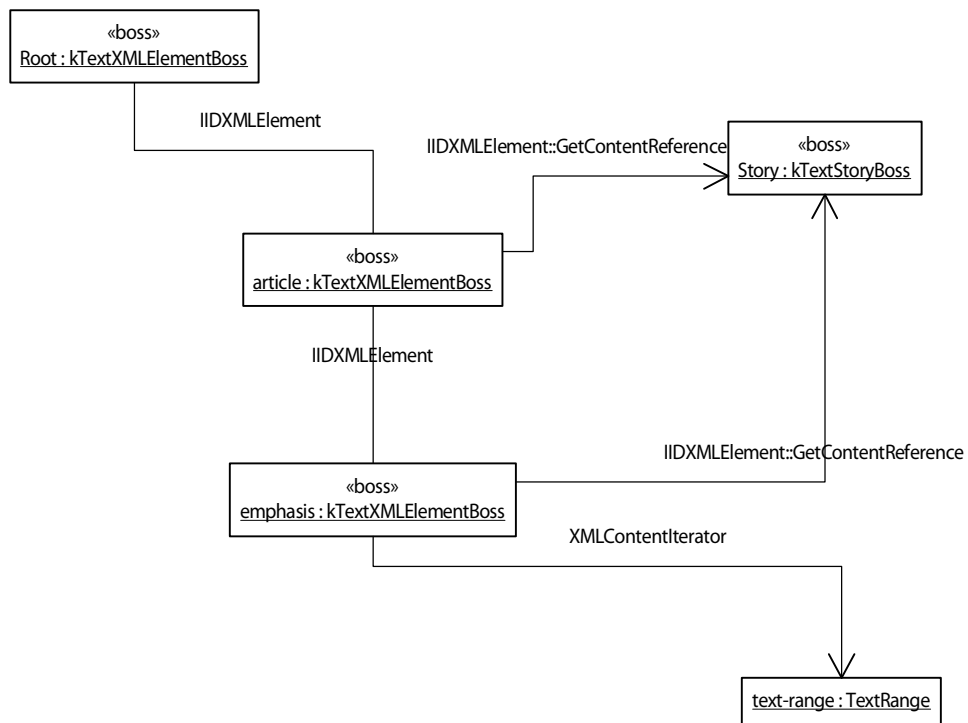 «boss»
Root : kTextXMLElementBoss
IIDXMLElement
IIDXMLElement::GetContentReference
«boss»
Story : kTextStoryBoss
«boss»
article : kTextXMLElementBoss
IIDXMLElement
IIDXMLElement::GetContentReference
«boss»
emphasis : kTextXMLElementBoss
XMLContentIterator
text-range : TextRange